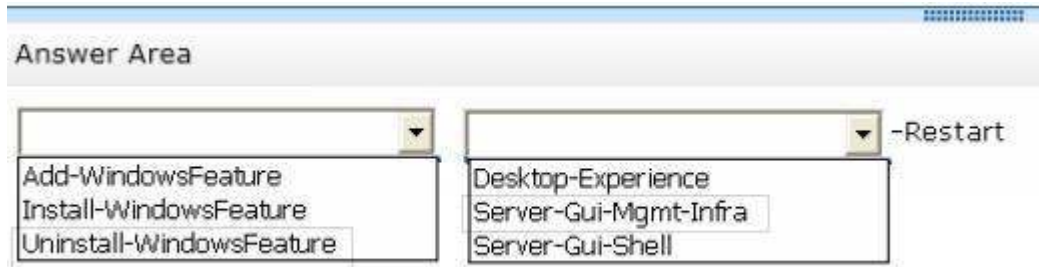 Answer Area
-Restart
Add-WindowsFeature
Install-WindowsFeature
Uninstall-WindowsFeature
Desktop-Experience
Server-Gui-Mgmt-Infra
Server-Gui-Shell